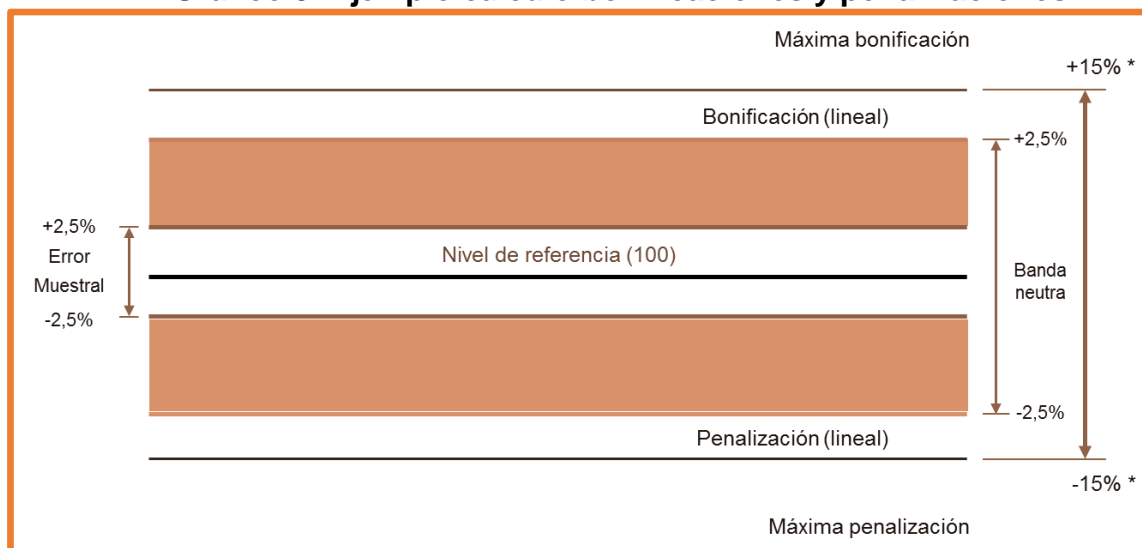 Máxima bonificación
+15% *
Bonificación (lineal)
+2,5%
+2,5%
Error
Muestral
-2,5%
Nivel de referencia (100)
Banda
neutra
-2,5%
Penalización (lineal)
-15% *
Máxima penalización